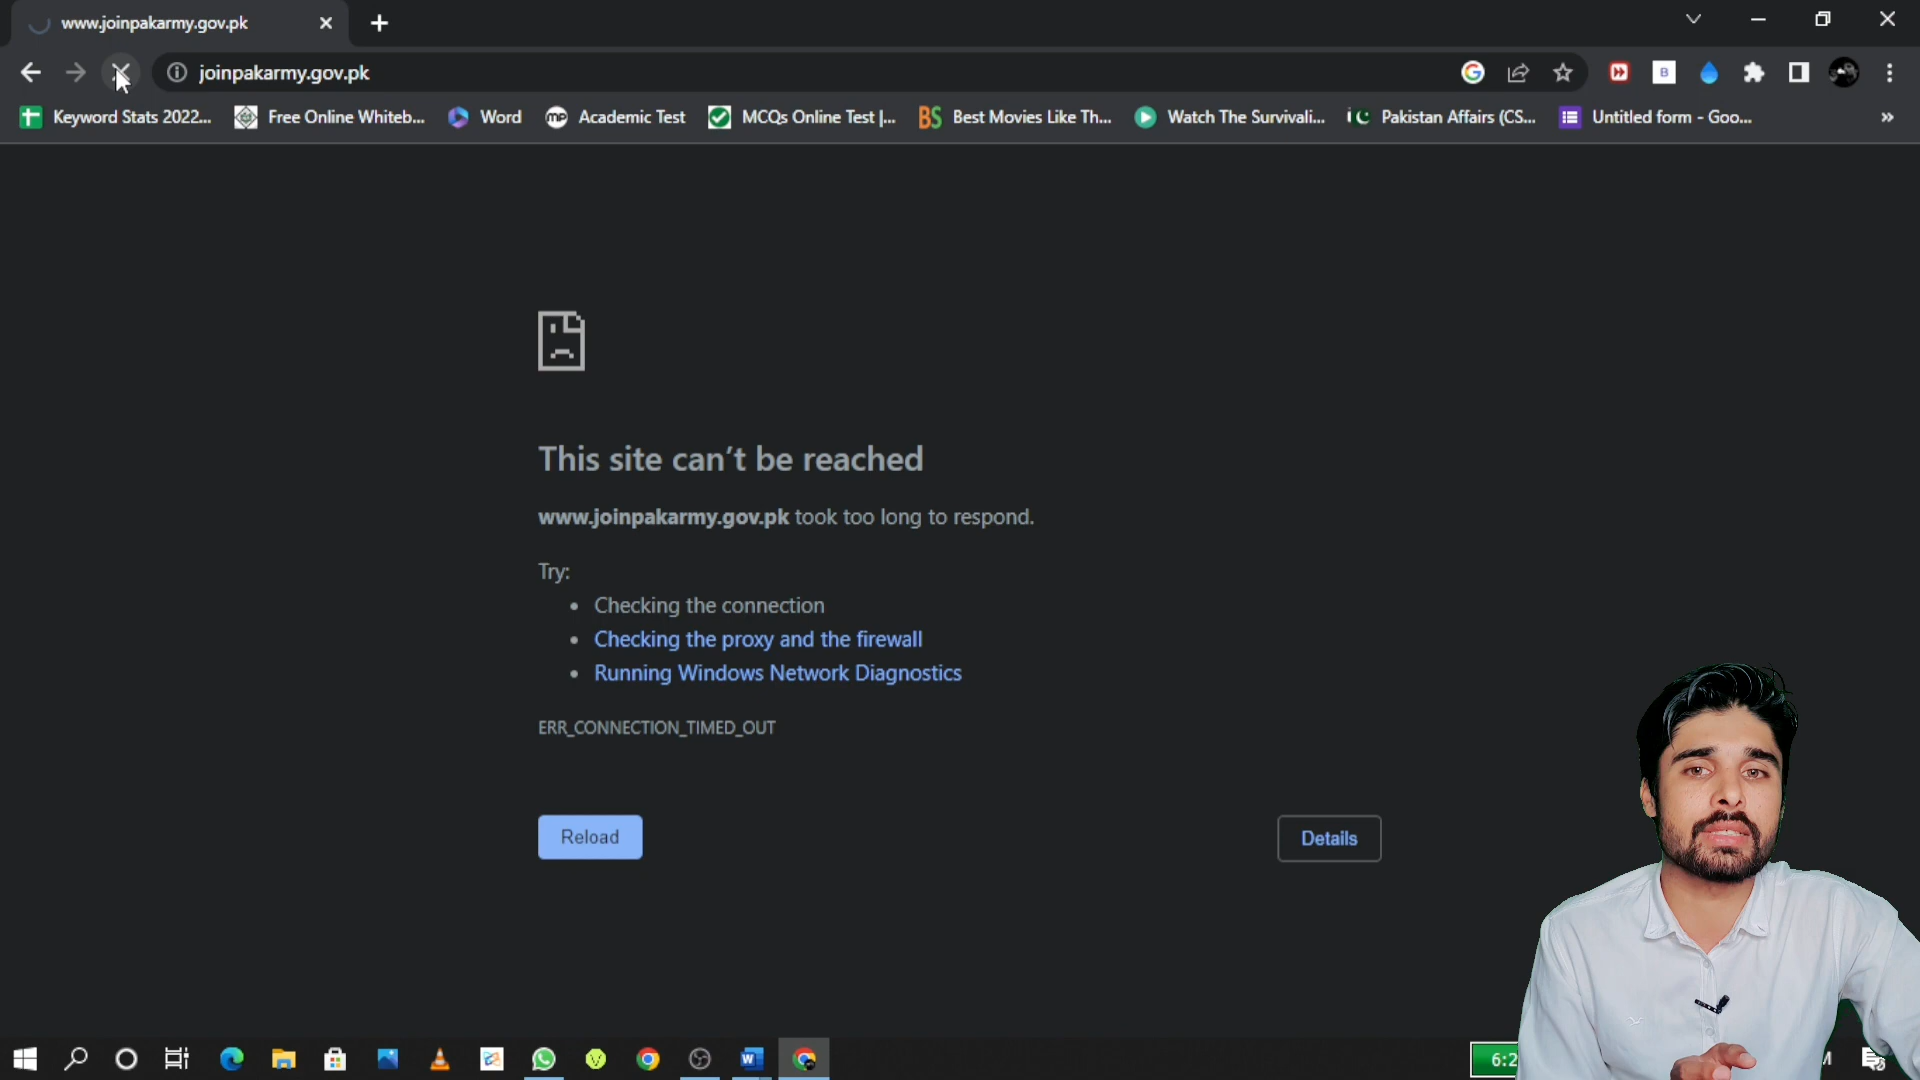 www.joinpakarmy.gov.pk
joinpakarmy.gov.pk
Keyword Stats 2022... Free Online Whiteb... Word Academic Test MCQs Online Test |... Best Movies Like Th... Watch The Survivali... Pakistan Affairs (CS... Untitled form - Goo...
This site can't be reached
www.joinpakarmy.gov.pk took too long to respond.
Try:
Checking the connection
Checking the proxy and the firewall
Running Windows Network Diagnostics
ERR_CONNECTION_TIMED_OUT
Reload Details